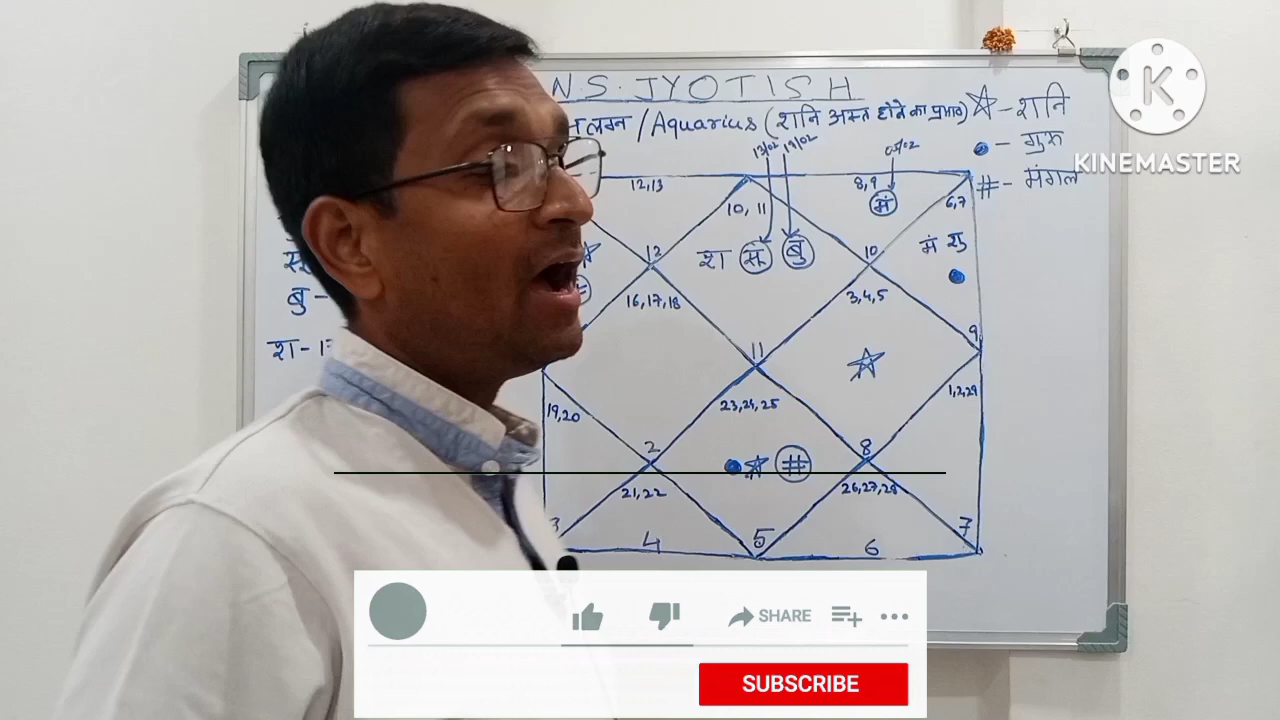 N.S. JYOTISH
लग्न / Aquarius (शनि अस्त होने का प्रभाव)
☆ - शनि
● - गुरु
# - मंगल
K
KINEMASTER
13/02 19/02
05/02
12,13
10, 11
8,9
मं
6,7
12
श सू बु
10
मं शु
बु -
16,17,18
3,4,5
श - 13
11
9
19,20
23,24,25
1,2,29
2
#
8
21,22
26,27,28
3
4
5
6
7
SHARE
SUBSCRIBE